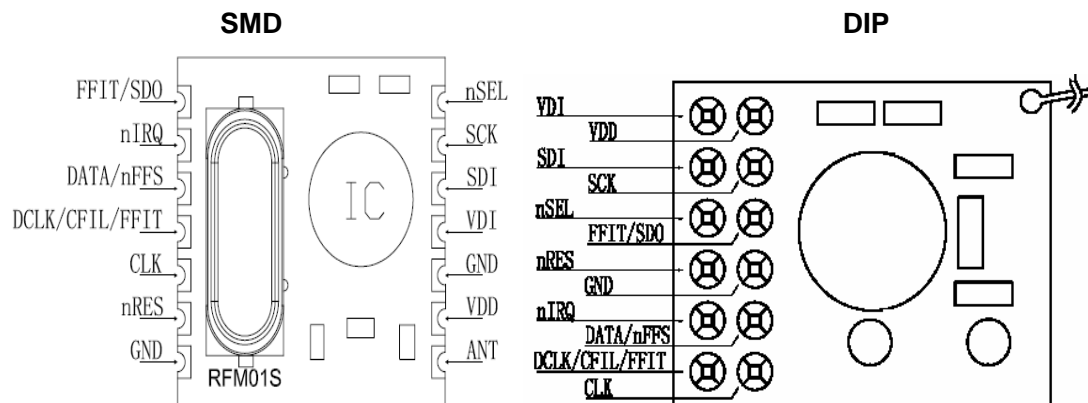 SMD
DIP
FFIT/SDO
nIRQ
DATA/nFFS
DCLK/CFIL/FFIT
CLK
nRES
GND
IC
RFM01S
nSEL
SCK
SDI
VDI
GND
VDD
ANT
VDI
VDD
SDI
SCK
nSEL
FFIT/SDO
nRES
GND
nIRQ
DATA/nFFS
DCLK/CFIL/FFIT
CLK